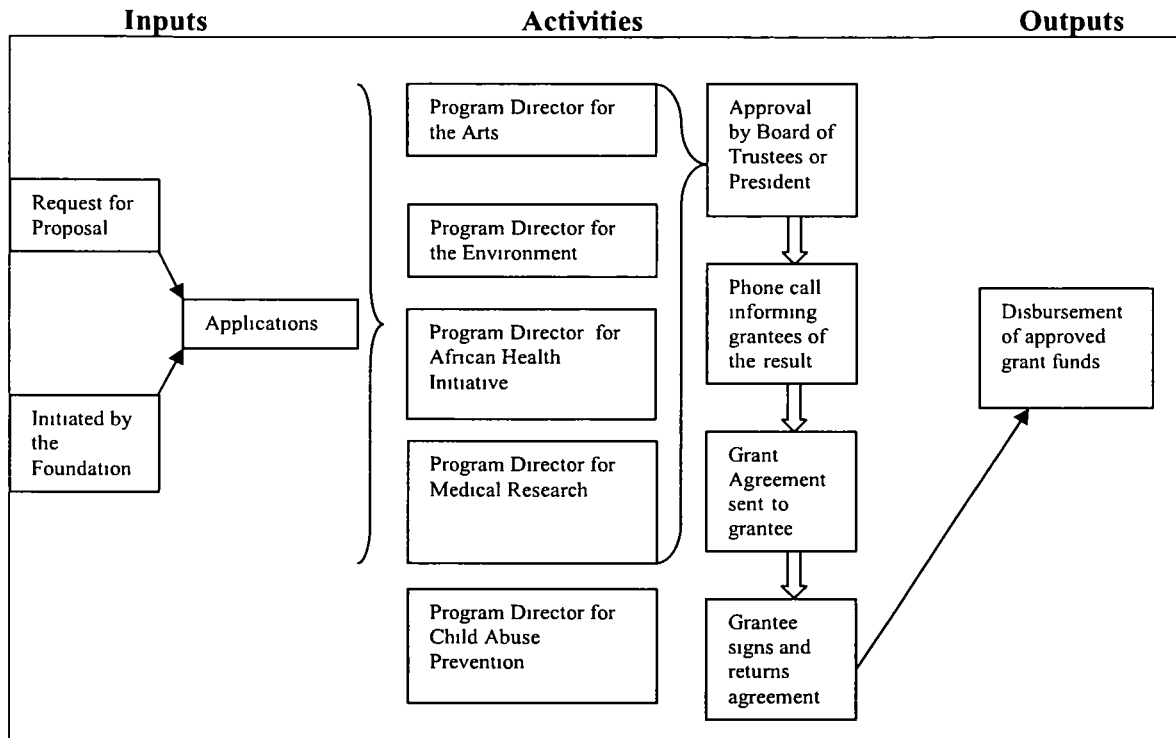 Inputs
Activities
Outputs
Request for
Proposal
Initiated by
the
Foundation
Applications
Program Director for
the Arts
Program Director for
the Environment
Program Director for
African Health
Initiative
Program Director for
Medical Research
Program Director for
Child Abuse
Prevention
Approval
by Board of
Trustees or
President
Phone call
informing
grantees of
the result
Grant
Agreement
sent to
grantee
Grantee
signs and
returns
agreement
Disbursement
of approved
grant funds